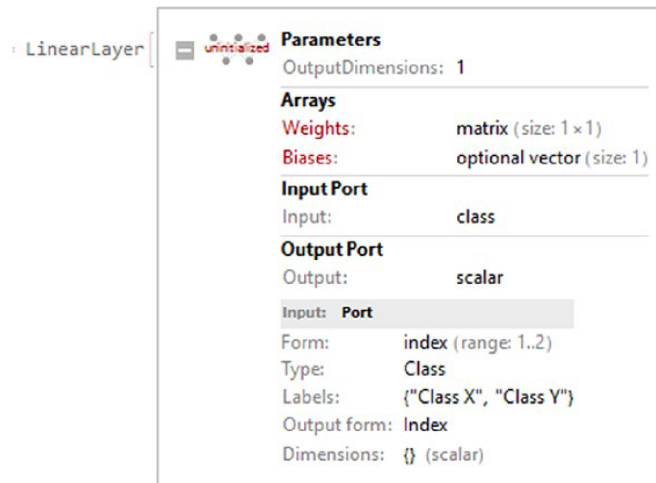 LinearLayer[
uninitialized
Parameters
OutputDimensions: 1
Arrays
Weights: matrix (size: 1×1)
Biases: optional vector (size: 1)
Input Port
Input: class
Output Port
Output: scalar
Input: Port
Form: index (range: 1..2)
Type: Class
Labels: {"Class X", "Class Y"}
Output form: Index
Dimensions: {} (scalar)